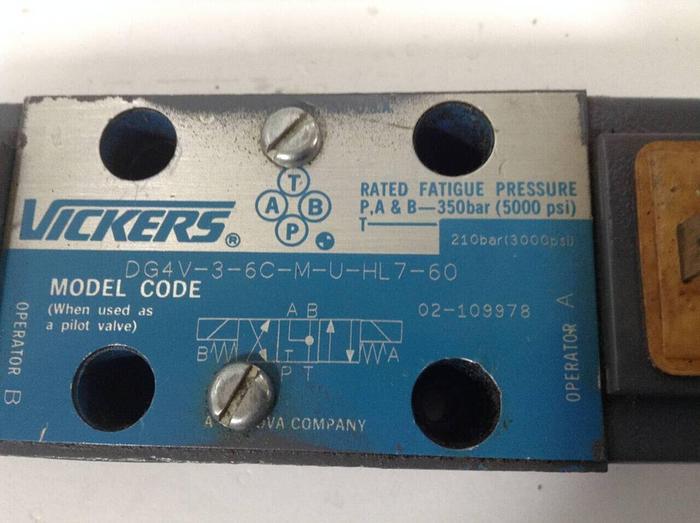 VICKERS®
T
A B
P
RATED FATIGUE PRESSURE
P,A & B—350bar (5000 psi)
T
210bar(3000psi)
DG4V-3-6C-M-U-HL7-60
MODEL CODE
(When used as
a pilot valve)
02-109978
A B
B T A
P T
OPERATOR B
OPERATOR A
A COMPANY